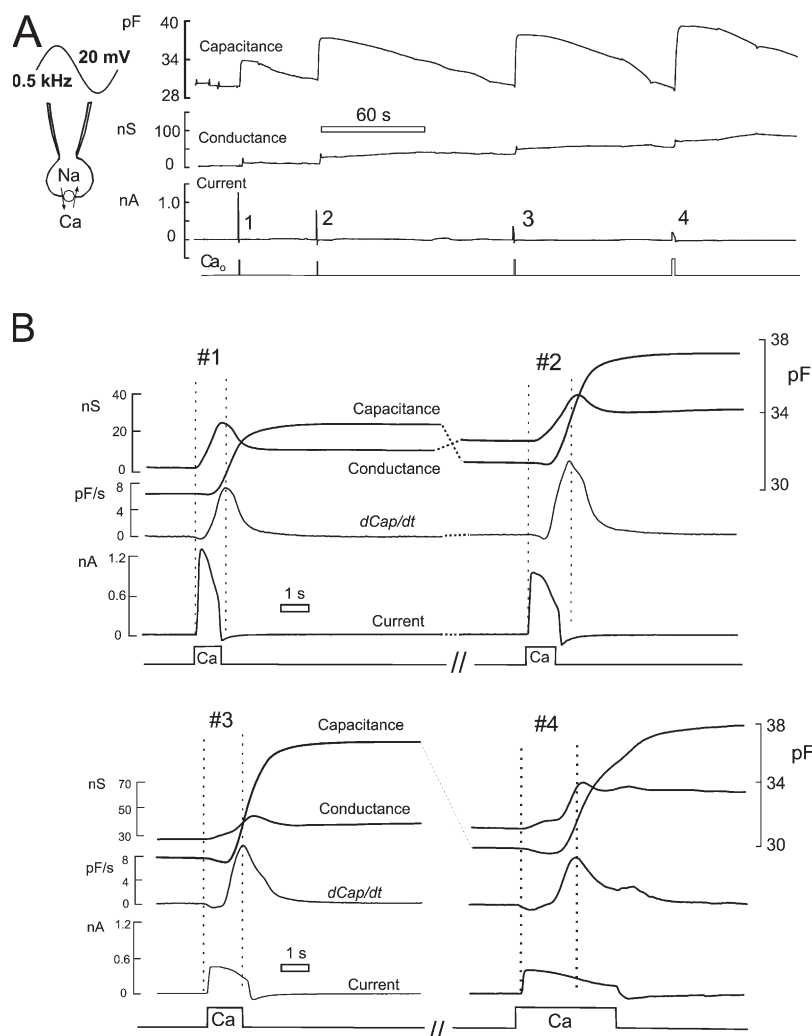 A
pF
40
34
28
Capacitance
20 mV
0.5 kHz
Na
Ca
nS
100
0
Conductance
60 s
nA
1.0
0
Current
1
2
3
4
Cao
B
#1
#2
38
pF
34
30
nS
40
20
0
Capacitance
Conductance
pF/s
8
4
0
dCap/dt
nA
1.2
0.6
0
1 s
Current
Ca
//
Ca
#3
#4
Capacitance
38
pF
34
30
nS
70
50
30
Conductance
pF/s
8
4
0
dCap/dt
nA
1.2
0.6
0
1 s
Current
Ca
//
Ca